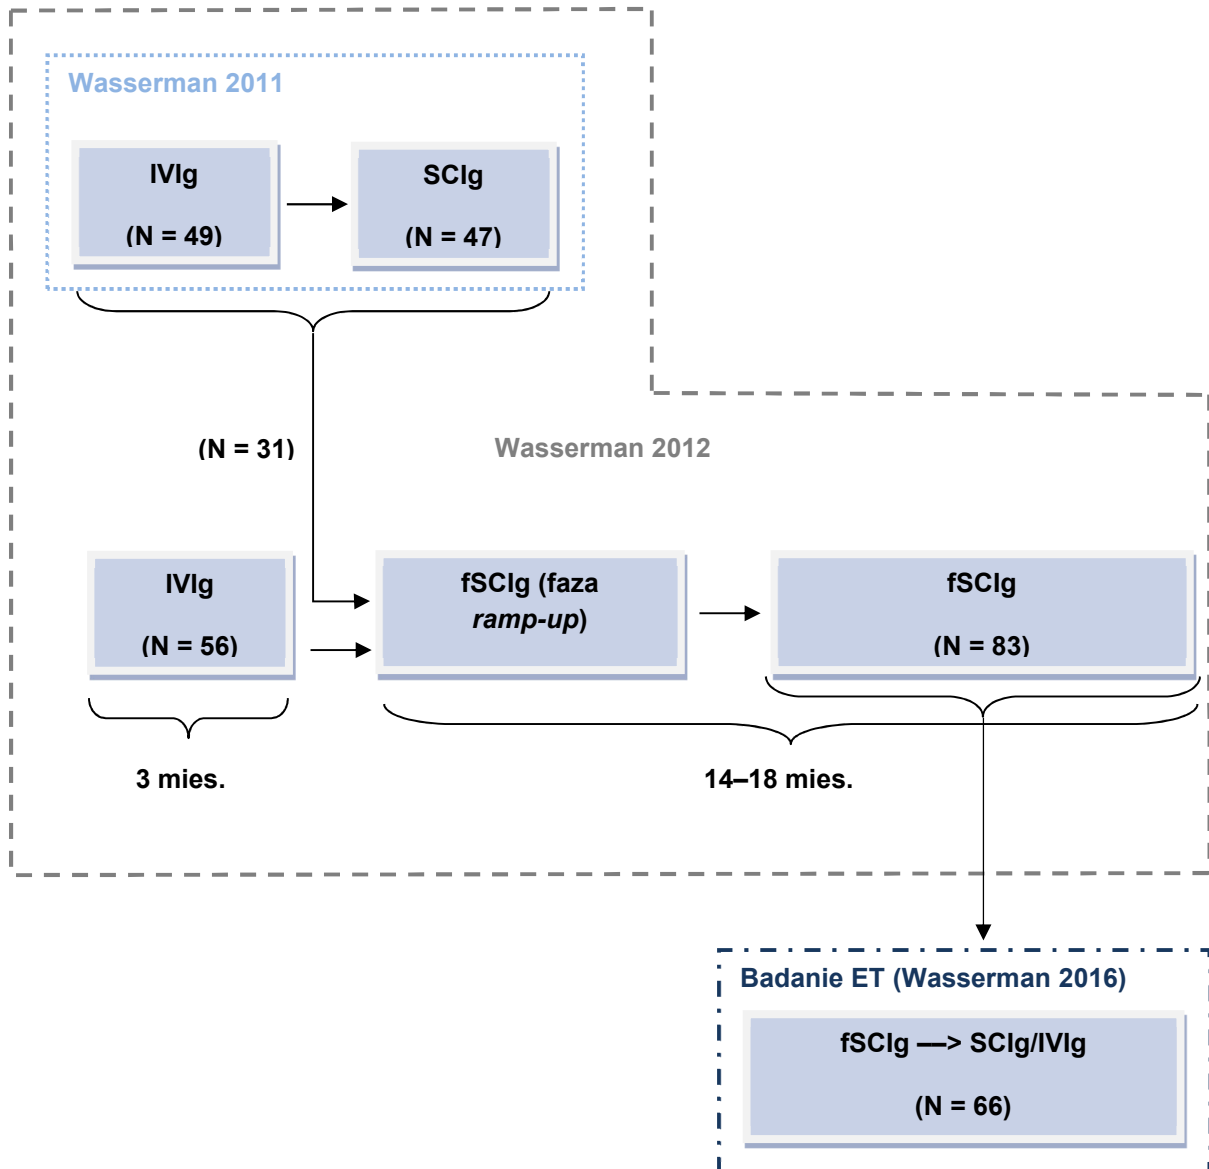 Wasserman 2011
IVIg
(N = 49)
SCIg
(N = 47)
(N = 31)
Wasserman 2012
IVIg
(N = 56)
fSCIg (faza
ramp-up)
fSCIg
(N = 83)
3 mies.
14–18 mies.
Badanie ET (Wasserman 2016)
fSCIg —> SCIg/IVIg
(N = 66)